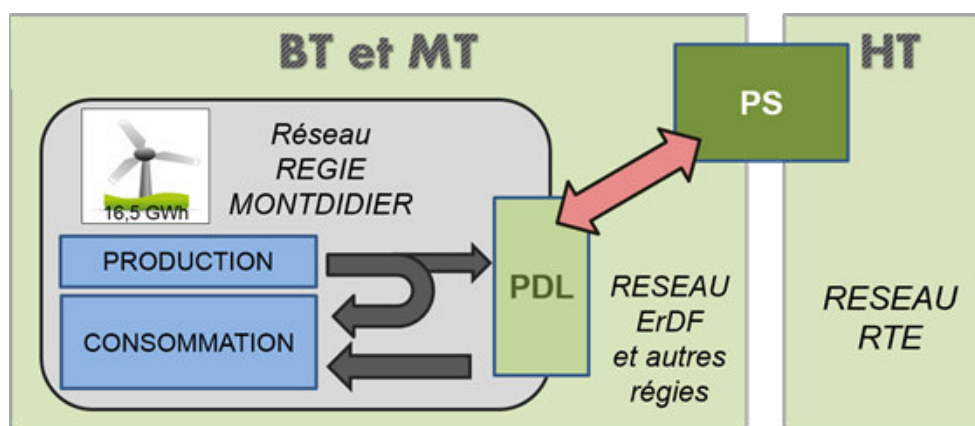 BT et MT
HT
PS
Réseau
REGIE
MONTDIDIER
16,5 GWh
PRODUCTION
CONSOMMATION
PDL
RESEAU
ErDF
et autres
régies
RESEAU
RTE